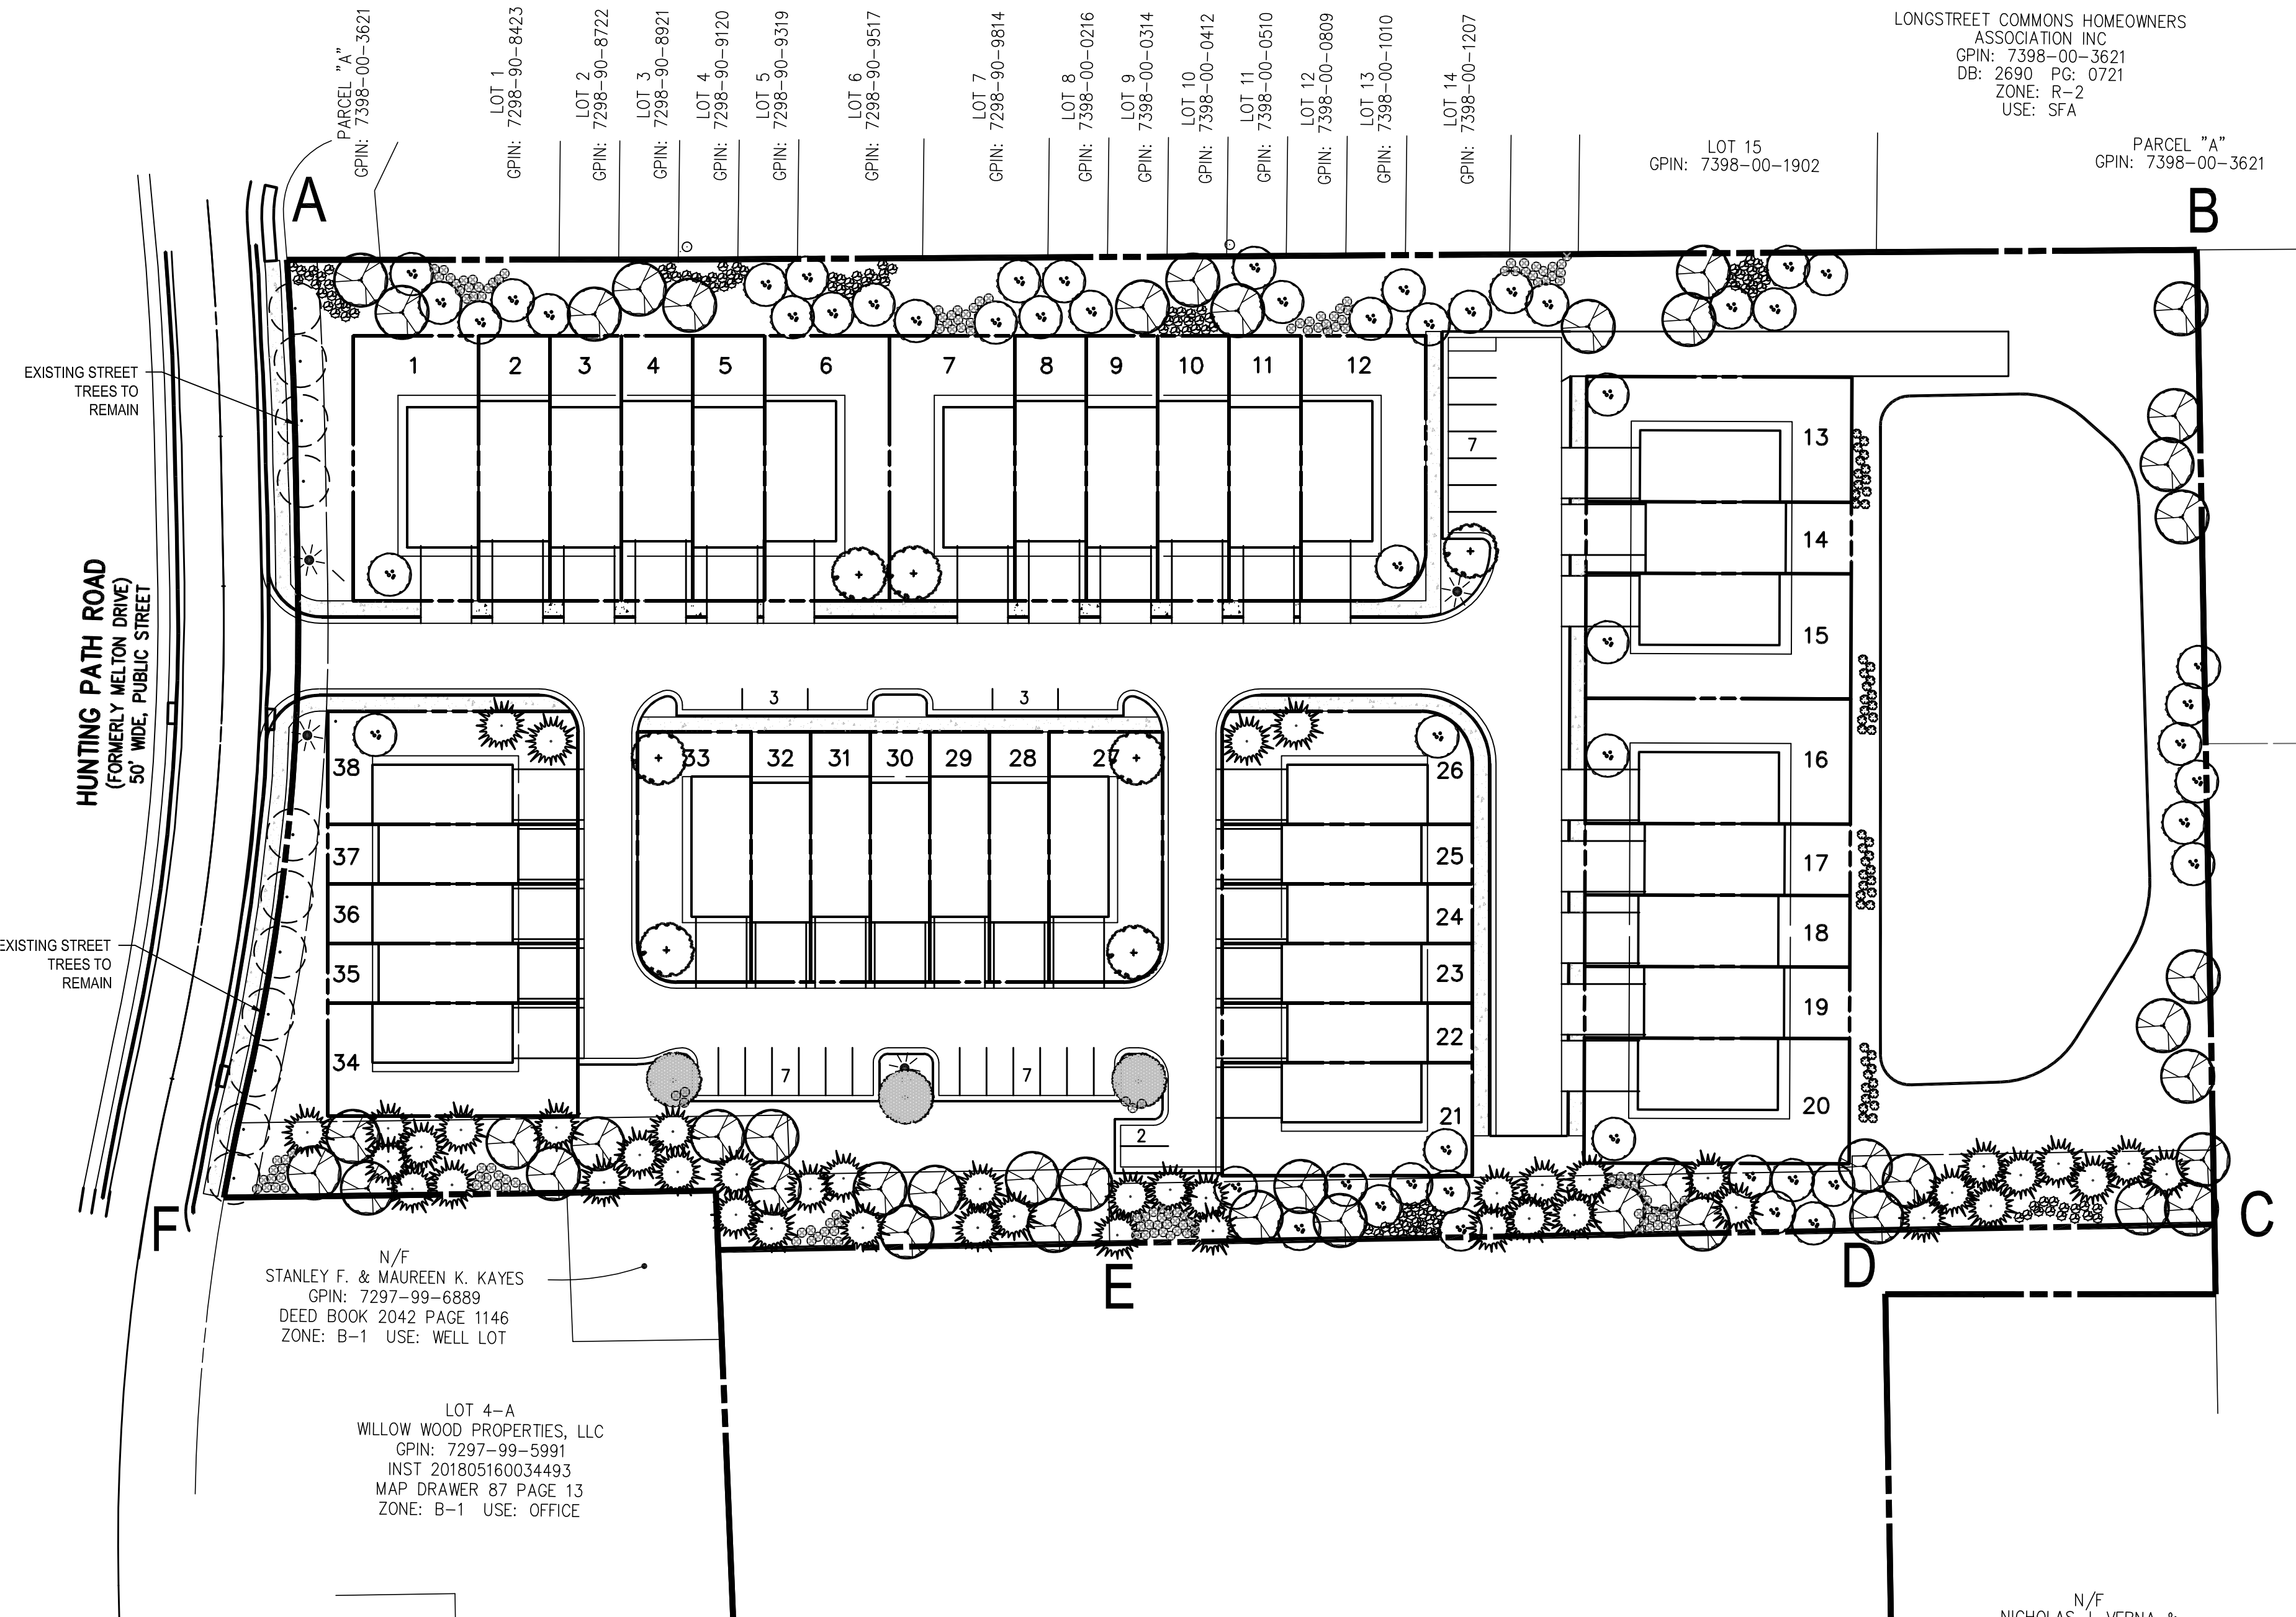 PARCEL "A"
GPIN: 7398-00-3621
LOT 1
GPIN: 7298-90-8423
LOT 2
GPIN: 7298-90-8722
LOT 3
GPIN: 7298-90-8921
LOT 4
GPIN: 7298-90-9120
LOT 5
GPIN: 7298-90-9319
LOT 6
GPIN: 7298-90-9517
LOT 7
GPIN: 7298-90-9814
LOT 8
GPIN: 7398-00-0216
LOT 9
GPIN: 7398-00-0314
LOT 10
GPIN: 7398-00-0412
LOT 11
GPIN: 7398-00-0510
LOT 12
GPIN: 7398-00-0809
LOT 13
GPIN: 7398-00-1010
LOT 14
GPIN: 7398-00-1207
LONGSTREET COMMONS HOMEOWNERS
ASSOCIATION INC
GPIN: 7398-00-3621
DB: 2690 PG: 0721
ZONE: R-2
USE: SFA
LOT 15
GPIN: 7398-00-1902
PARCEL "A"
GPIN: 7398-00-3621
A
B
EXISTING STREET
TREES TO
REMAIN
1
2
3
4
5
6
7
8
9
10
11
12
7
13
14
15
16
17
18
19
20
HUNTING PATH ROAD
(FORMERLY MELTON DRIVE)
50' WIDE, PUBLIC STREET
3
3
38
37
36
35
34
33
32
31
30
29
28
27
26
25
24
23
22
21
7
7
2
EXISTING STREET
TREES TO
REMAIN
F
E
D
C
N/F
STANLEY F. & MAUREEN K. KAYES
GPIN: 7297-99-6889
DEED BOOK 2042 PAGE 1146
ZONE: B-1 USE: WELL LOT
LOT 4-A
WILLOW WOOD PROPERTIES, LLC
GPIN: 7297-99-5991
INST 201805160034493
MAP DRAWER 87 PAGE 13
ZONE: B-1 USE: OFFICE
N/F
NICHOLAS J. VERNA &